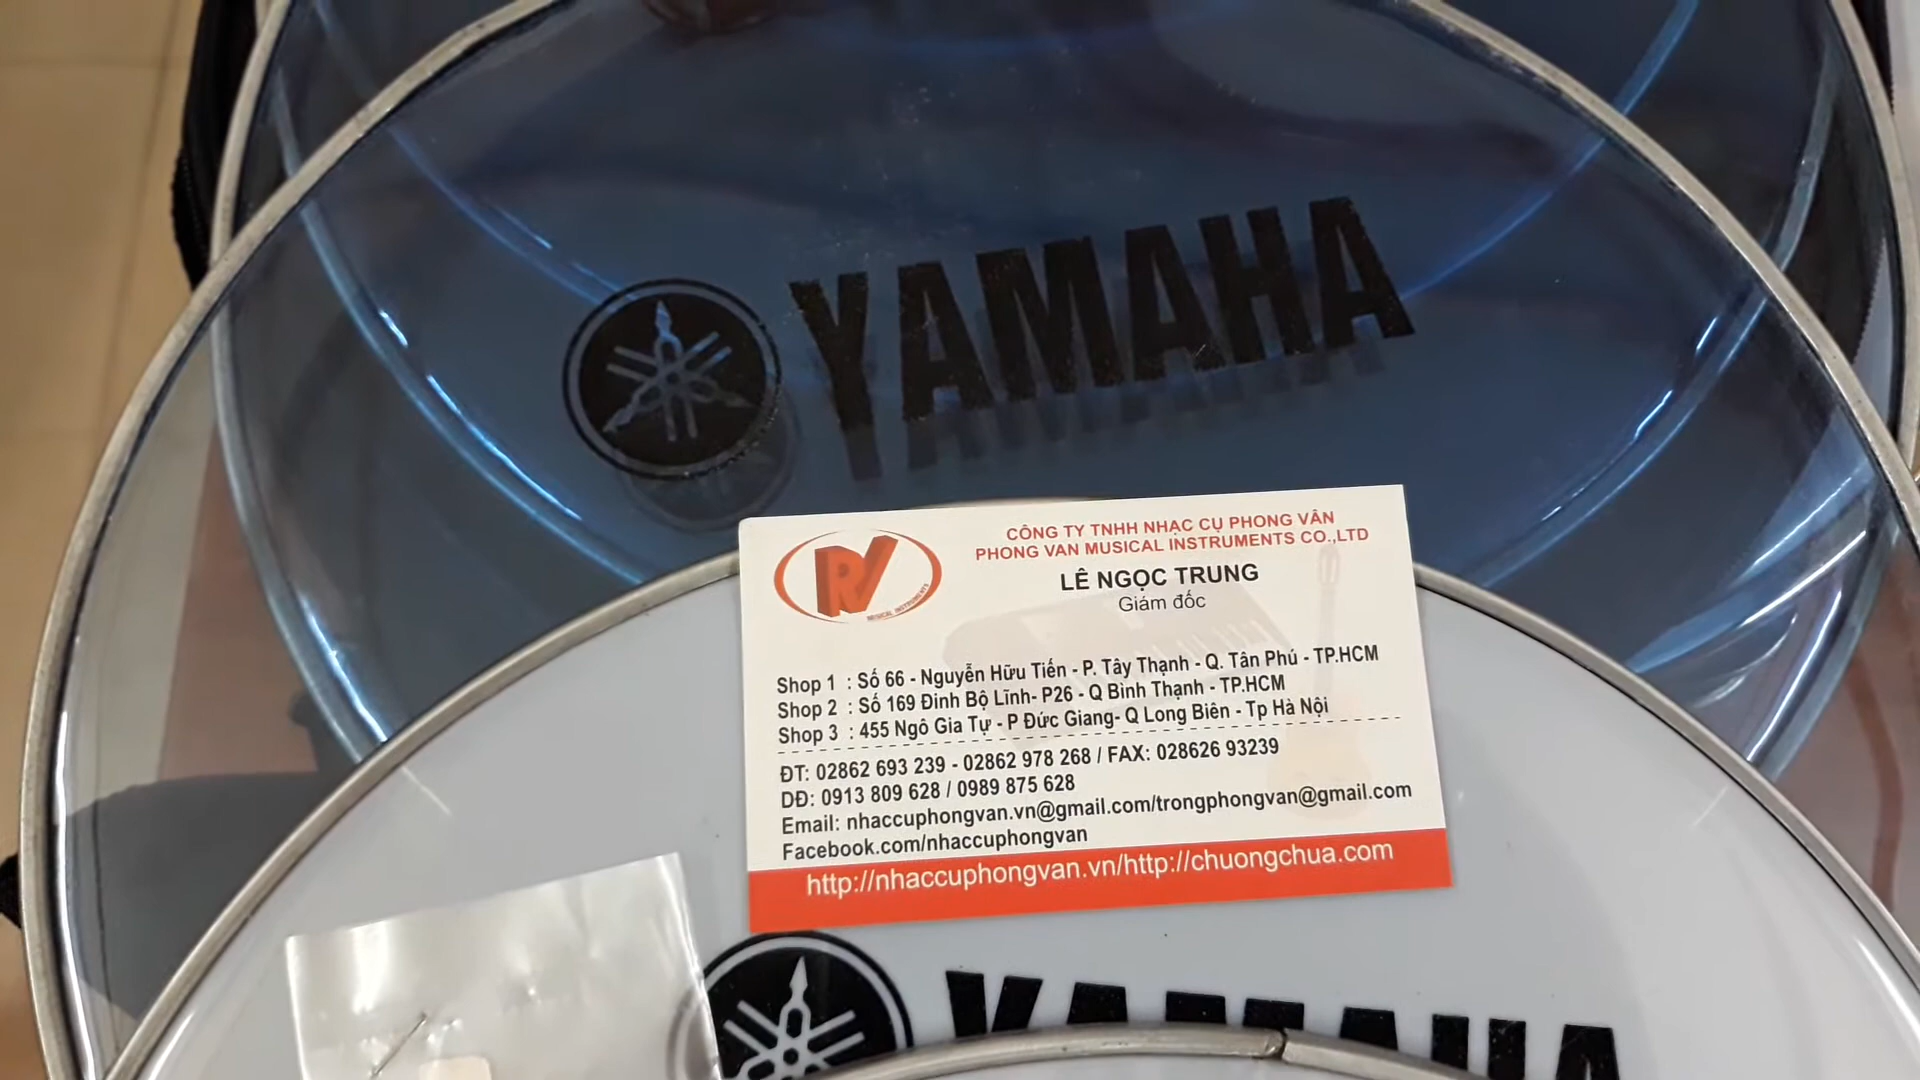 YAMAHA
CÔNG TY TNHH NHẠC CỤ PHONG VÂN
PHONG VAN MUSICAL INSTRUMENTS CO.,LTD
RV
MUSICAL INSTRUMENTS
LÊ NGỌC TRUNG
Giám đốc
Shop 1 : Số 66 - Nguyễn Hữu Tiến - P. Tây Thạnh - Q. Tân Phú - TP.HCM
Shop 2 : Số 169 Đinh Bộ Lĩnh- P26 - Q Bình Thạnh - TP.HCM
Shop 3 : 455 Ngô Gia Tự - P Đức Giang- Q Long Biên - Tp Hà Nội
ĐT: 02862 693 239 - 02862 978 268 / FAX: 028626 93239
DĐ: 0913 809 628 / 0989 875 628
Email: nhaccuphongvan.vn@gmail.com/trongphongvan@gmail.com
Facebook.com/nhaccuphongvan
http://nhaccuphongvan.vn/http://chuongchua.com
YAMAHA